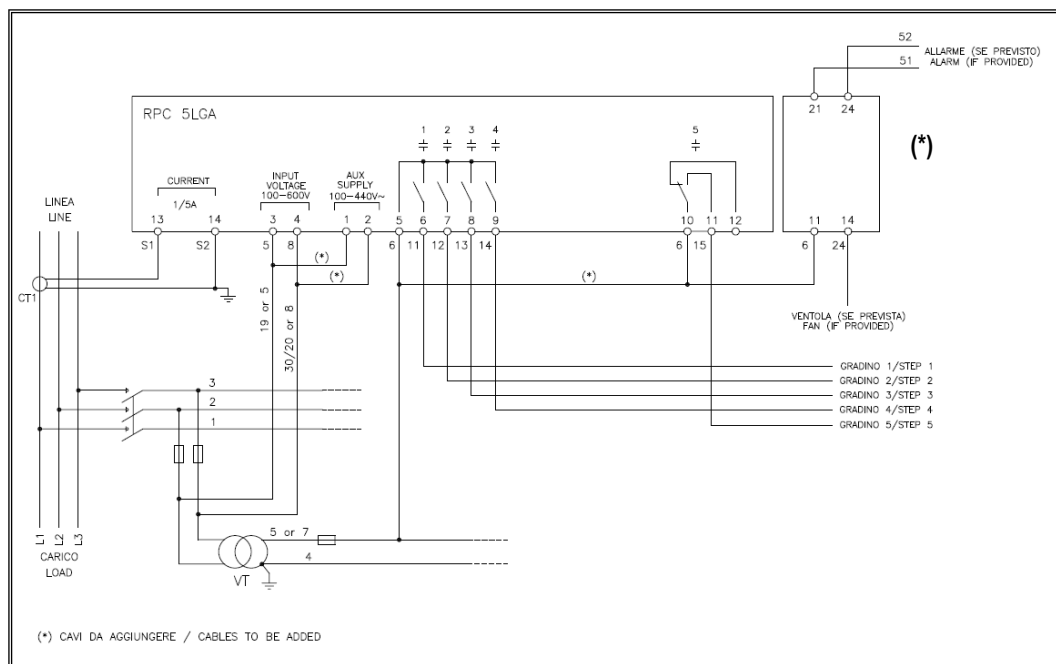 52
ALLARME (SE PREVISTO)
51
ALARM (IF PROVIDED)
RPC 5LGA
21 24
(*)
1 2 3 4 5
CURRENT
1/5A
INPUT
VOLTAGE
100-600V
AUX
SUPPLY
100-440V~
LINEA
LINE
13 14 3 4 1 2 5 6 7 8 9 10 11 12 11 14
S1 S2 5 8 6 11 12 13 14 6 15 6 24
(*)
(*)
(*)
CT1
19 or 5
30/20 or 8
VENTOLA (SE PREVISTA)
FAN (IF PROVIDED)
GRADINO 1/STEP 1
GRADINO 2/STEP 2
GRADINO 3/STEP 3
GRADINO 4/STEP 4
GRADINO 5/STEP 5
3
2
1
L1 L2 L3
CARICO
LOAD
5 or 7
4
VT
(*) CAVI DA AGGIUNGERE / CABLES TO BE ADDED